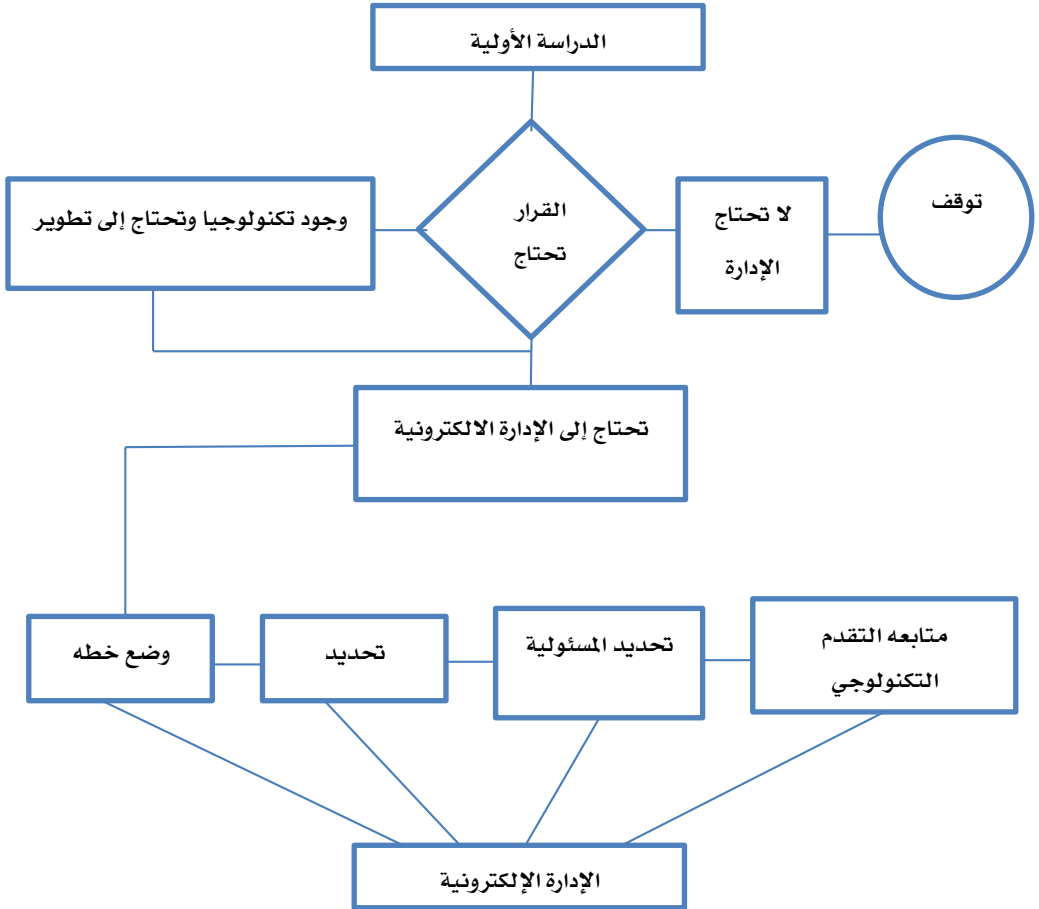 الدراسة الأولية
القرار
تحتاج
وجود تكنولوجيا وتحتاج إلى تطوير
لا تحتاج
الإدارة
توقف
تحتاج إلى الإدارة الالكترونية
وضع خطه
تحديد
تحديد المسئولية
متابعه التقدم
التكنولوجي
الإدارة الإلكترونية